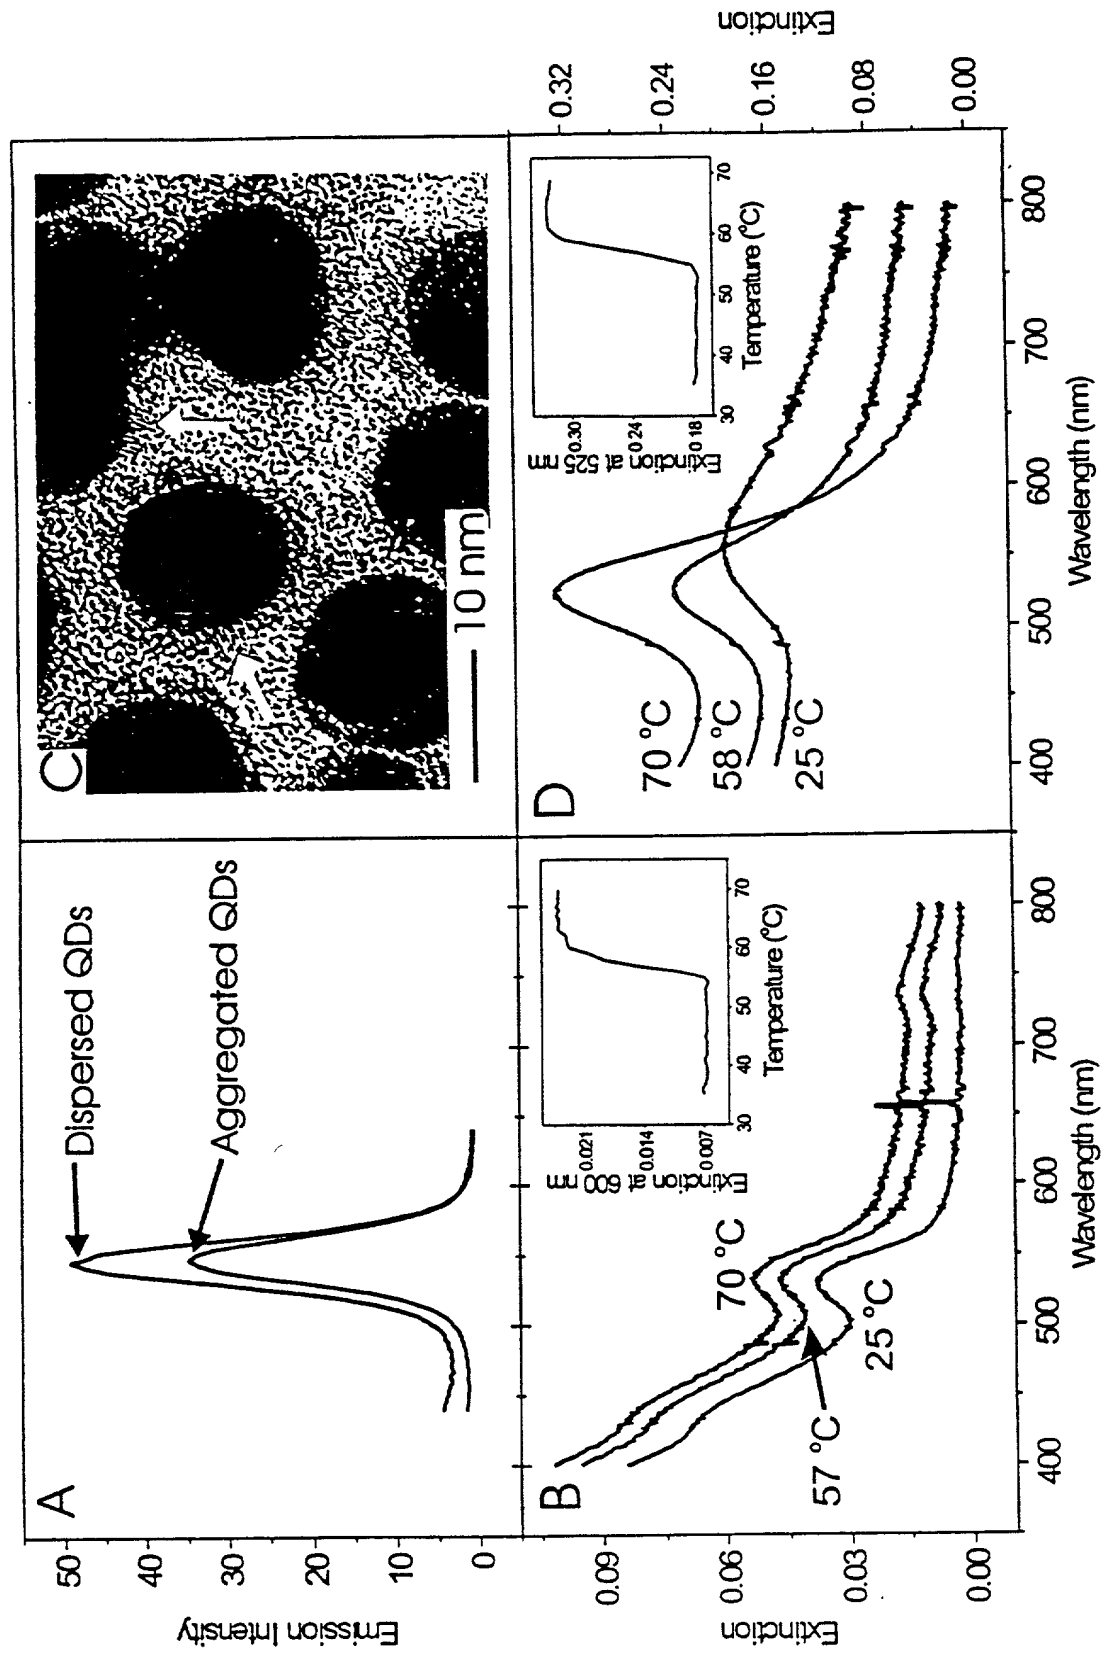 A
Dispersed QDs
Aggregated QDs
50
40
30
20
10
0
Emission Intensity
C
10 nm
B
70 °C
57 °C
25 °C
0.09
0.06
0.03
0.00
Extinction
400
500
600
700
800
Wavelength (nm)
Extinction at 600 nm
0.021
0.014
0.007
30
40
50
60
70
Temperature (°C)
D
70 °C
58 °C
25 °C
0.32
0.24
0.16
0.08
0.00
Extinction
400
500
600
700
800
Wavelength (nm)
Extinction at 525 nm
0.30
0.24
0.18
30
40
50
60
70
Temperature (°C)